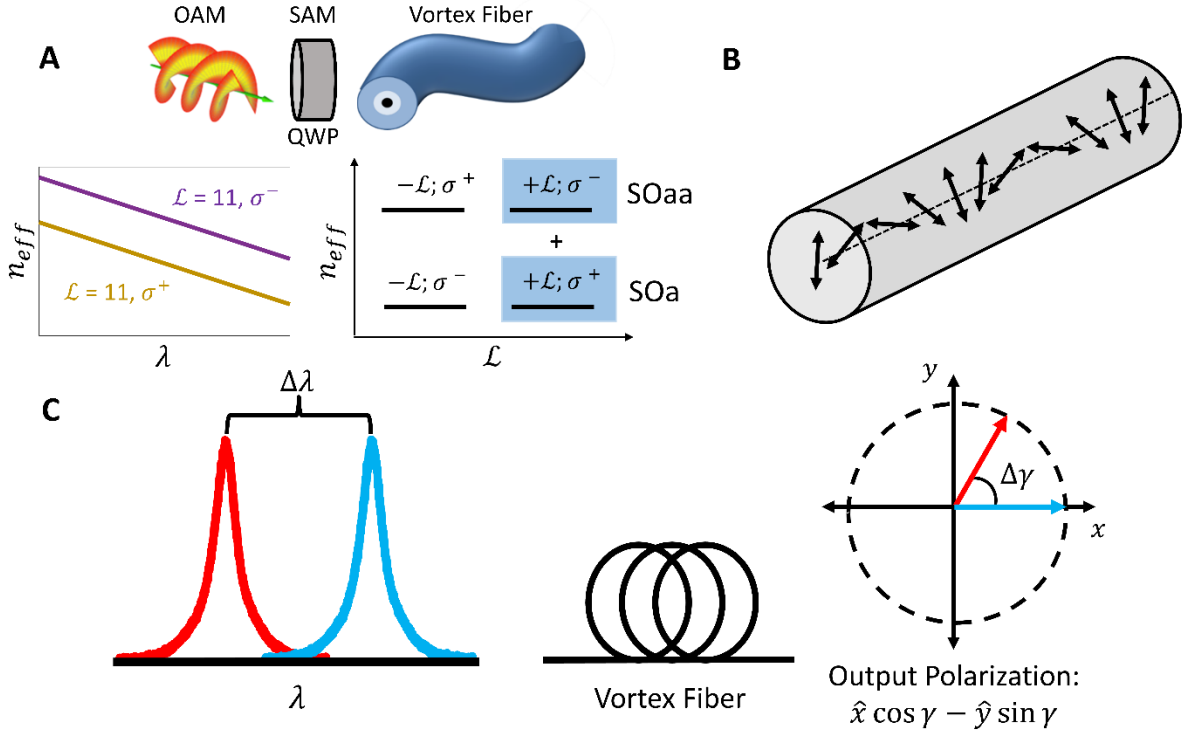 OAM
SAM
Vortex Fiber
A
QWP
B
n_eff
ℒ = 11, σ⁻
ℒ = 11, σ⁺
λ
n_eff
−ℒ; σ⁺
+ℒ; σ⁻
SOaa
+
−ℒ; σ⁻
+ℒ; σ⁺
SOa
ℒ
C
Δλ
λ
Vortex Fiber
y
Δγ
x
Output Polarization:
x̂ cos γ − ŷ sin γ